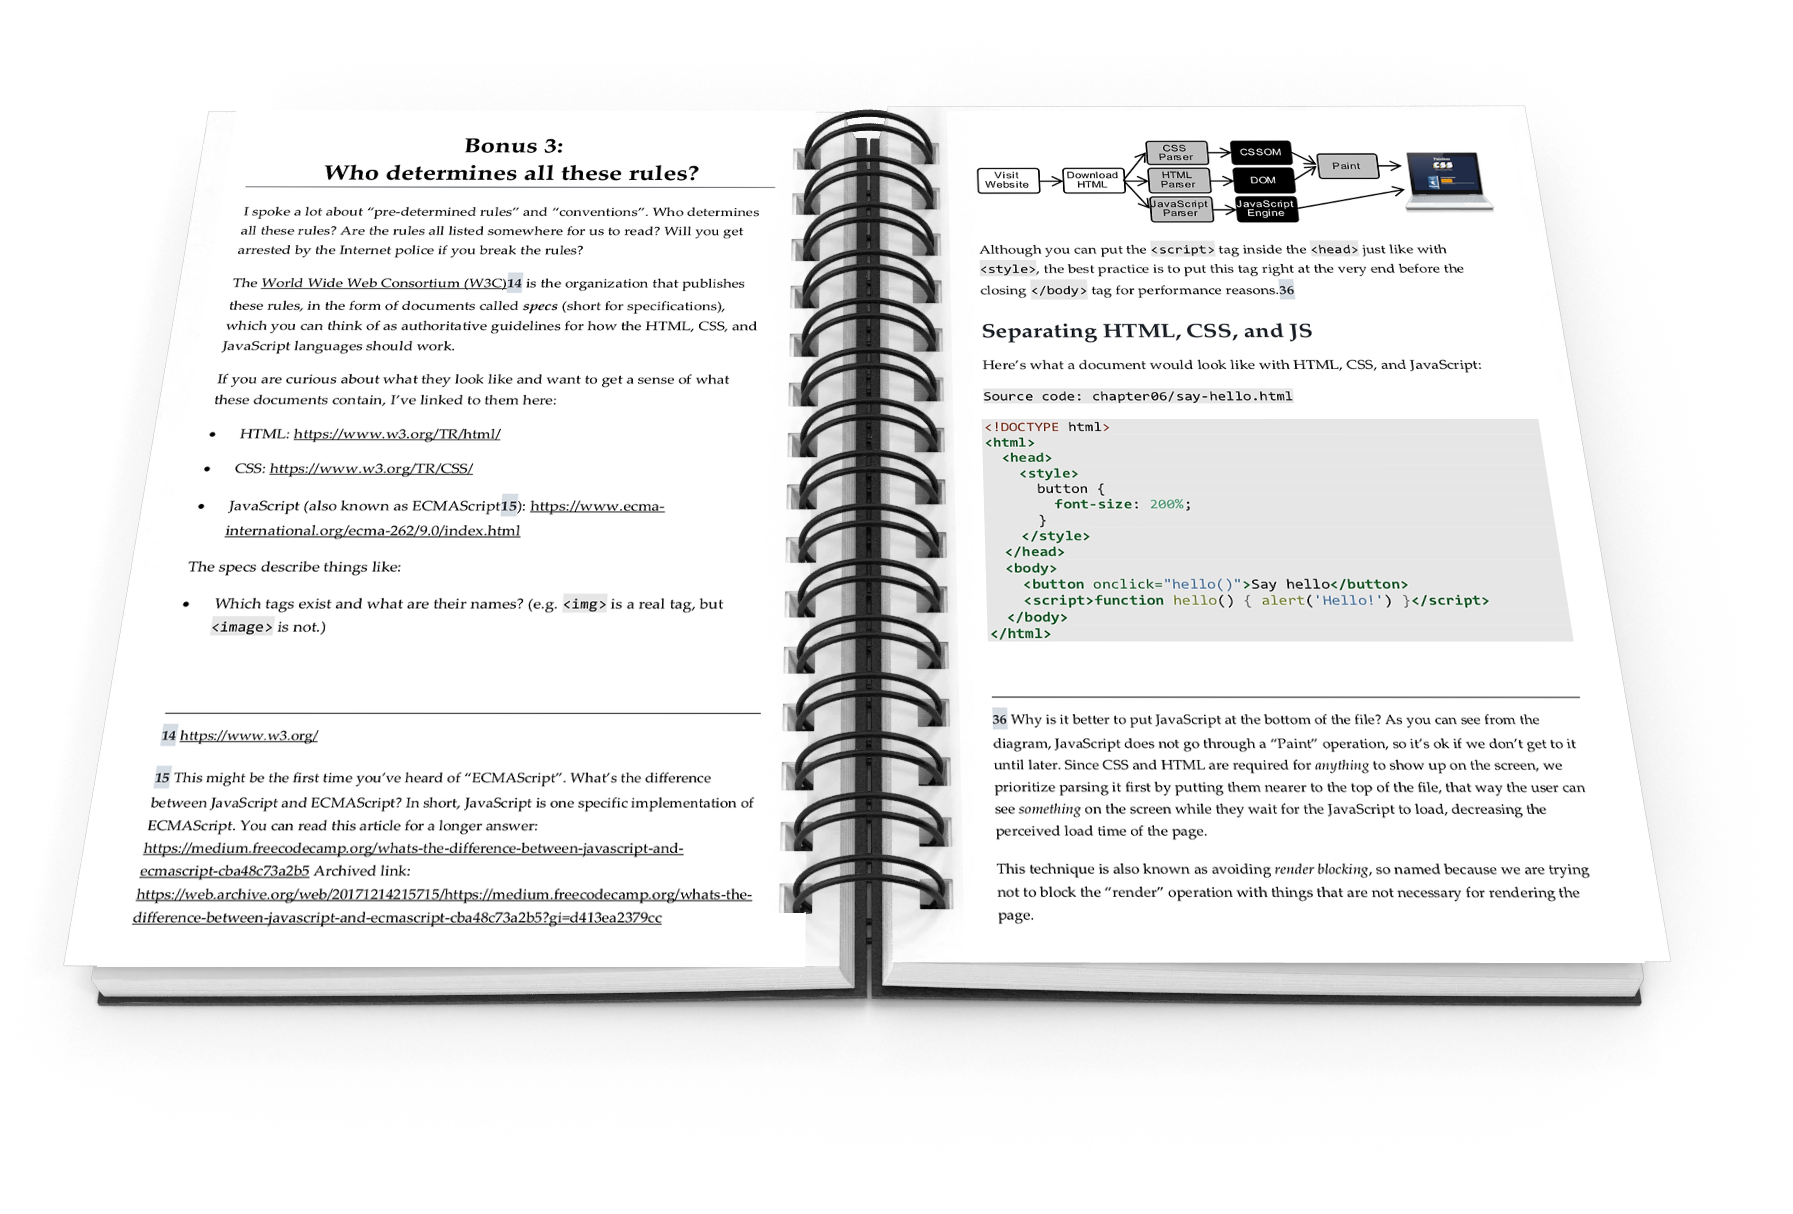 Bonus 3:
Who determines all these rules?
I spoke a lot about “pre-determined rules” and “conventions”. Who determines
all these rules? Are the rules all listed somewhere for us to read? Will you get
arrested by the Internet police if you break the rules?
The World Wide Web Consortium (W3C)14 is the organization that publishes
these rules, in the form of documents called specs (short for specifications),
which you can think of as authoritative guidelines for how the HTML, CSS, and
JavaScript languages should work.
If you are curious about what they look like and want to get a sense of what
these documents contain, I’ve linked to them here:
• HTML: https://www.w3.org/TR/html/
• CSS: https://www.w3.org/TR/CSS/
• JavaScript (also known as ECMAScript15): https://www.ecma-
international.org/ecma-262/9.0/index.html
The specs describe things like:
• Which tags exist and what are their names? (e.g. <img> is a real tag, but
<image> is not.)
14 https://www.w3.org/
15 This might be the first time you’ve heard of “ECMAScript”. What’s the difference
between JavaScript and ECMAScript? In short, JavaScript is one specific implementation of
ECMAScript. You can read this article for a longer answer:
https://medium.freecodecamp.org/whats-the-difference-between-javascript-and-
ecmascript-cba48c73a2b5 Archived link:
https://web.archive.org/web/20171214215715/https://medium.freecodecamp.org/whats-the-
difference-between-javascript-and-ecmascript-cba48c73a2b5?gi=d413ea2379cc
Visit
Website
Download
HTML
CSS
Parser
HTML
Parser
JavaScript
Parser
CSSOM
DOM
JavaScript
Engine
Paint
CSS
Although you can put the <script> tag inside the <head> just like with
<style>, the best practice is to put this tag right at the very end before the
closing </body> tag for performance reasons.36
Separating HTML, CSS, and JS
Here’s what a document would look like with HTML, CSS, and JavaScript:
Source code: chapter06/say-hello.html
<!DOCTYPE html>
<html>
<head>
<style>
button {
font-size: 200%;
}
</style>
</head>
<body>
<button onclick="hello()">Say hello</button>
<script>function hello() { alert('Hello!') }</script>
</body>
</html>
36 Why is it better to put JavaScript at the bottom of the file? As you can see from the
diagram, JavaScript does not go through a “Paint” operation, so it’s ok if we don’t get to it
until later. Since CSS and HTML are required for anything to show up on the screen, we
prioritize parsing it first by putting them nearer to the top of the file, that way the user can
see something on the screen while they wait for the JavaScript to load, decreasing the
perceived load time of the page.
This technique is also known as avoiding render blocking, so named because we are trying
not to block the “render” operation with things that are not necessary for rendering the
page.